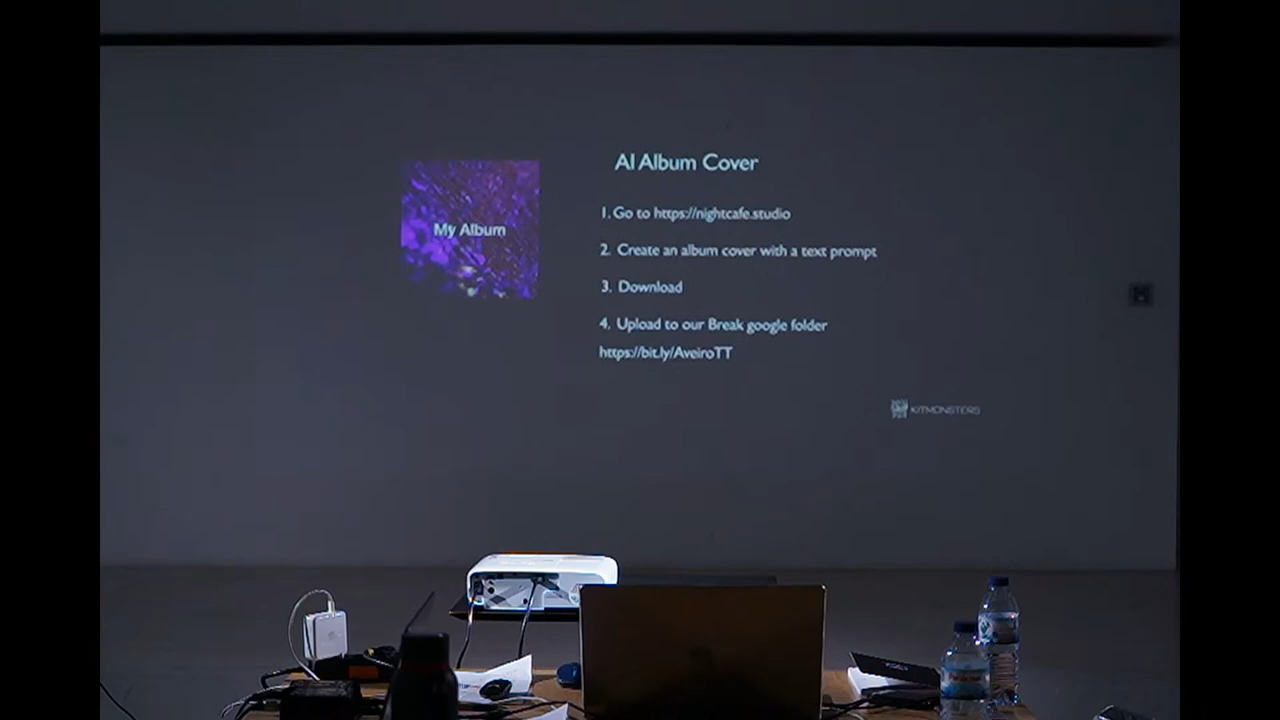 AI Album Cover
My Album
1. Go to https://nightcafe.studio
2. Create an album cover with a text prompt
3. Download
4. Upload to our Break google folder
https://bit.ly/AveiroTT
KITMONSTERS